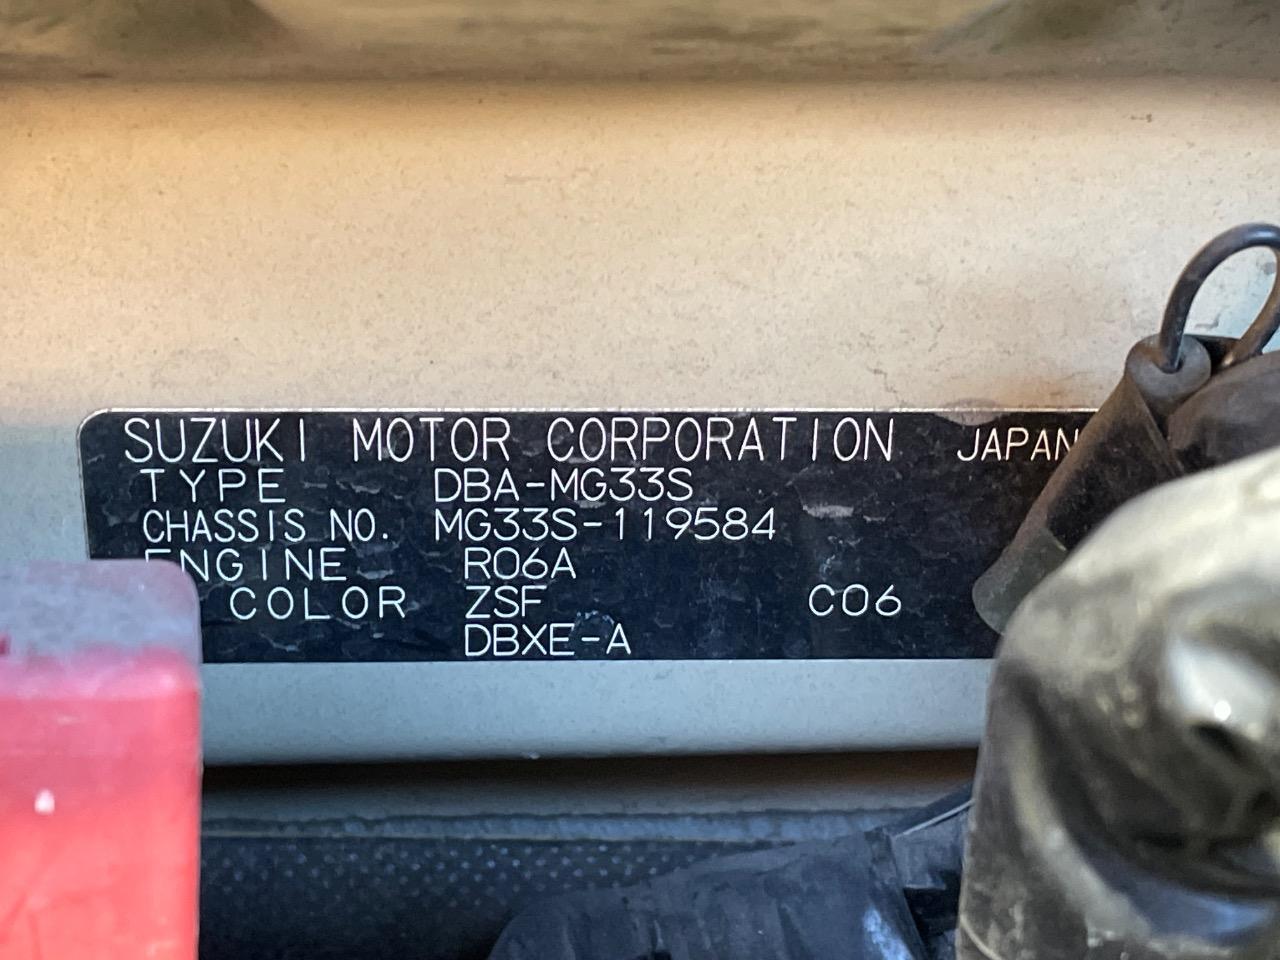 SUZUKI MOTOR CORPORATION JAPAN
TYPE DBA-MG33S
CHASSIS NO. MG33S-119584
ENGINE R06A
COLOR ZSF C06
DBXE-A